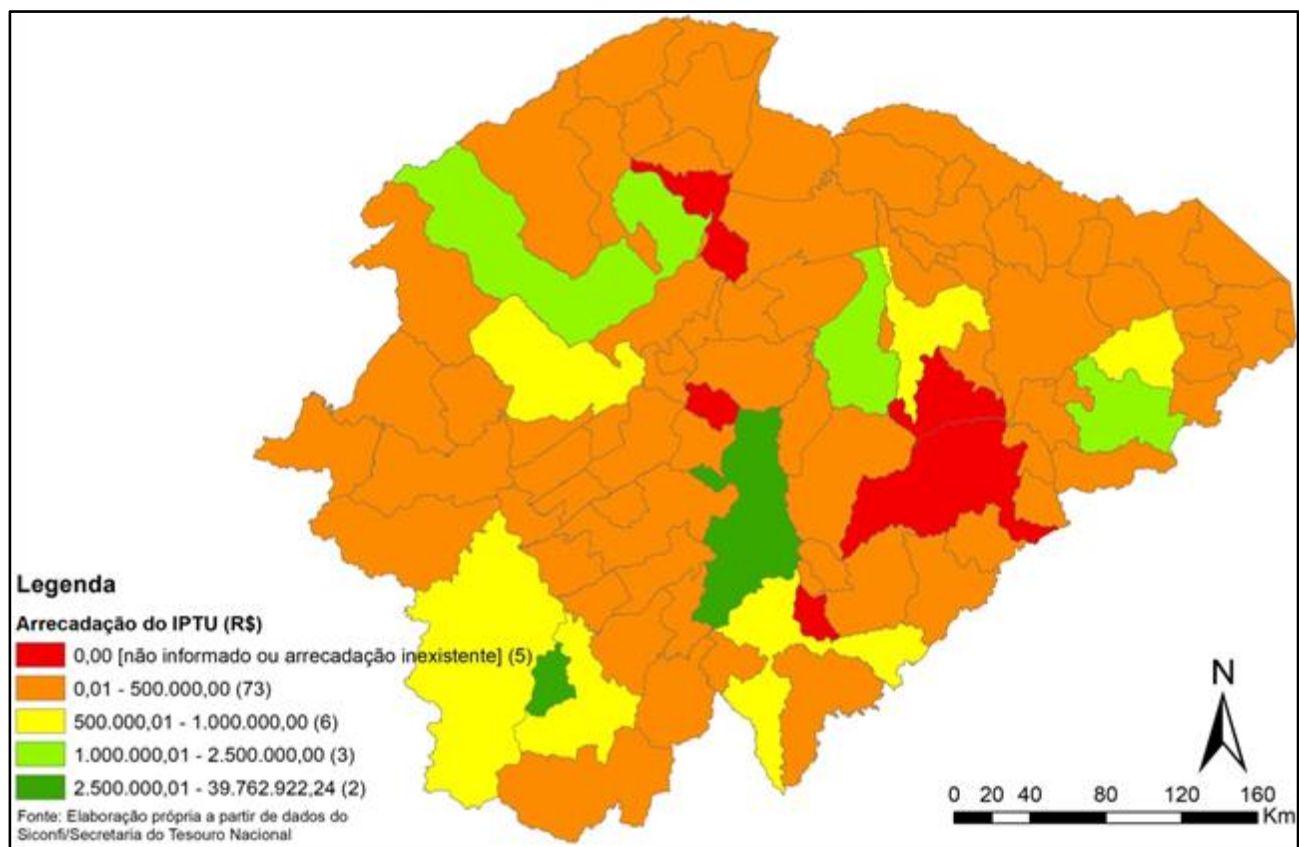 Legenda
Arrecadação do IPTU (R$)
0,00 [não informado ou arrecadação inexistente] (5)
0,01 - 500.000,00 (73)
500.000,01 - 1.000.000,00 (6)
1.000.000,01 - 2.500.000,00 (3)
2.500.000,01 - 39.762.922,24 (2)
Fonte: Elaboração própria a partir de dados do
Siconfi/Secretaria do Tesouro Nacional
N
0 20 40 80 120 160
Km